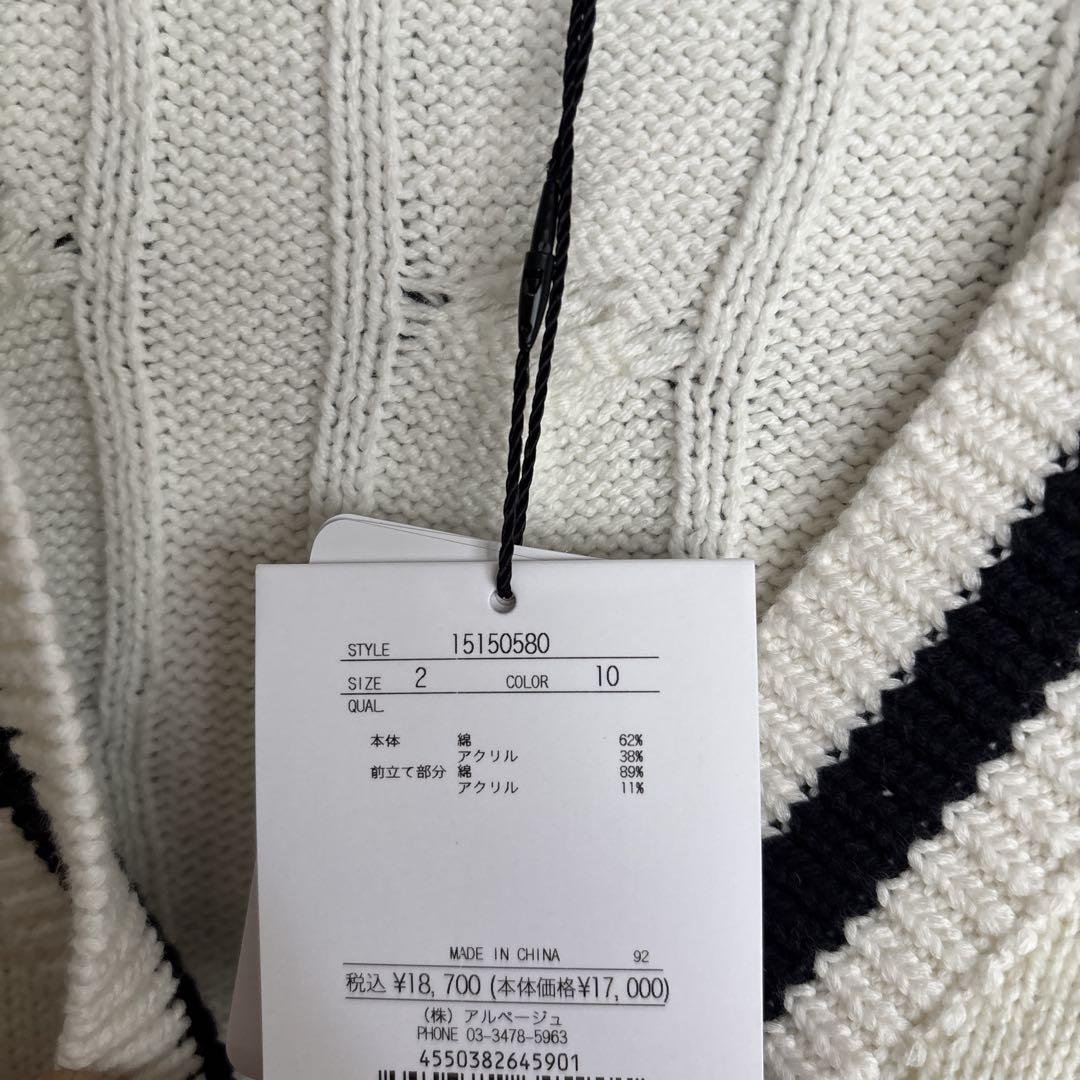 STYLE 15150580
SIZE 2 COLOR 10
QUAL
本体 綿 62%
アクリル 38%
前立て部分 綿 89%
アクリル 11%
MADE IN CHINA 92
税込 ¥18,700 (本体価格¥17,000)
(株) アルページュ
PHONE 03-3478-5963
4550382645901